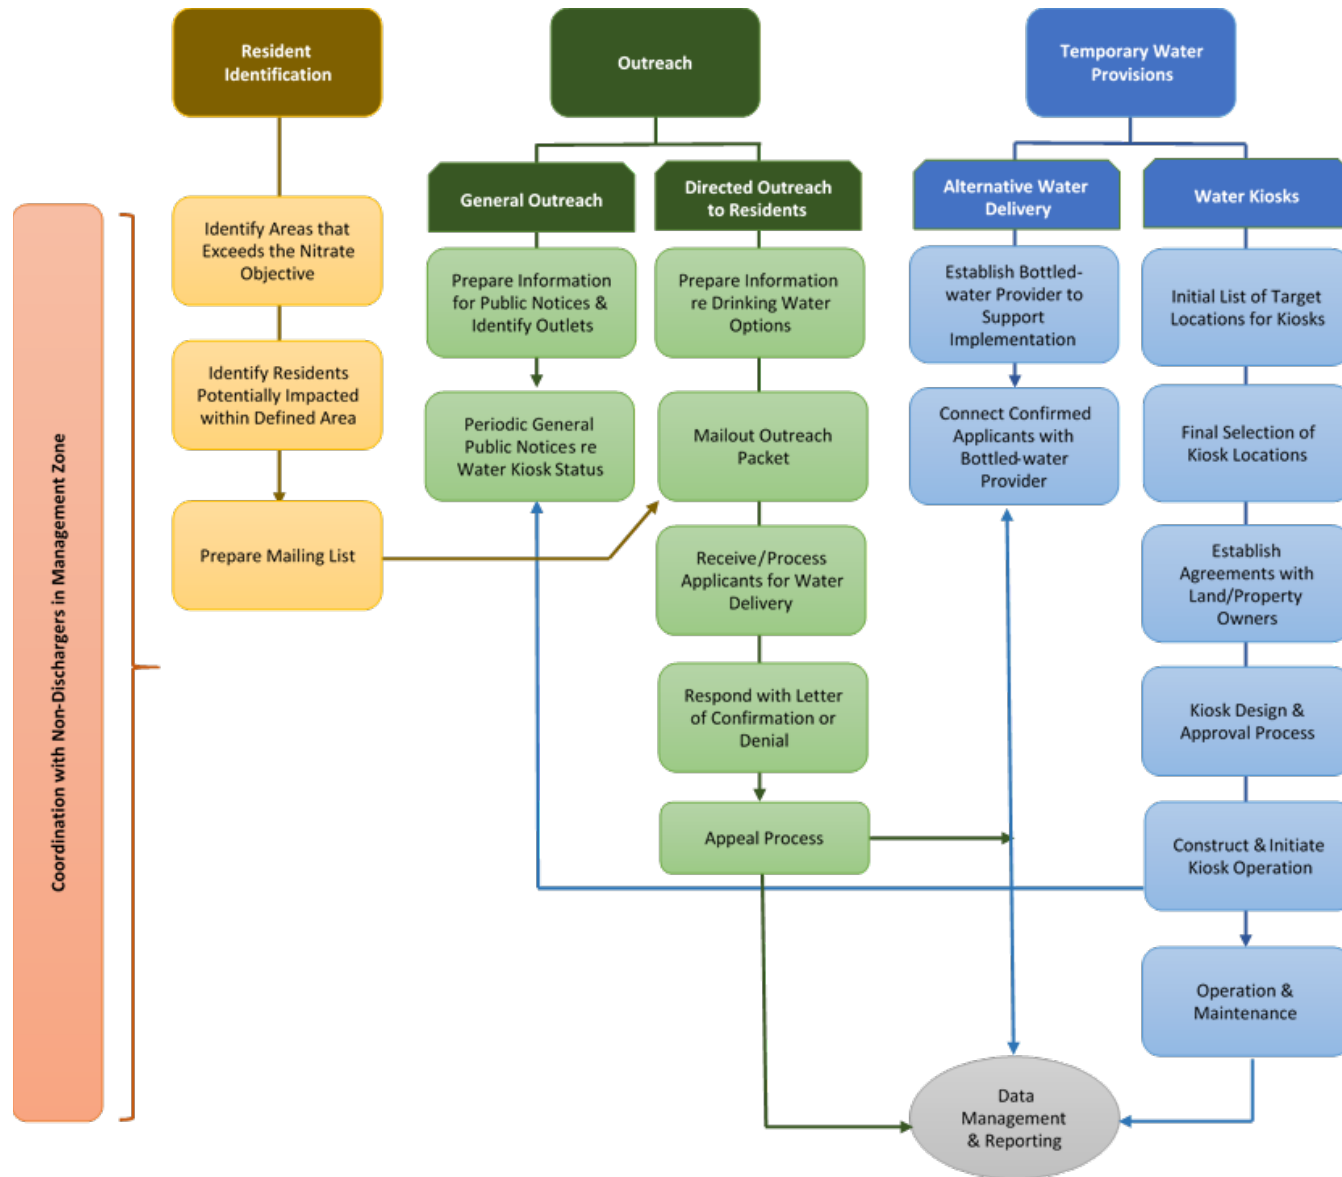 Resident
Identification
Outreach
Temporary Water
Provisions
General Outreach
Directed Outreach
to Residents
Alternative Water
Delivery
Water Kiosks
Coordination with Non-Dischargers in Management Zone
Identify Areas that
Exceeds the Nitrate
Objective
Identify Residents
Potentially Impacted
within Defined Area
Prepare Mailing List
Prepare Information
for Public Notices &
Identify Outlets
Periodic General
Public Notices re
Water Kiosk Status
Prepare Information
re Drinking Water
Options
Mailout Outreach
Packet
Receive/Process
Applicants for Water
Delivery
Respond with Letter
of Confirmation or
Denial
Appeal Process
Establish Bottled-
water Provider to
Support
Implementation
Connect Confirmed
Applicants with
Bottled-water
Provider
Initial List of Target
Locations for Kiosks
Final Selection of
Kiosk Locations
Establish
Agreements with
Land/Property
Owners
Kiosk Design &
Approval Process
Construct & Initiate
Kiosk Operation
Operation &
Maintenance
Data
Management
& Reporting